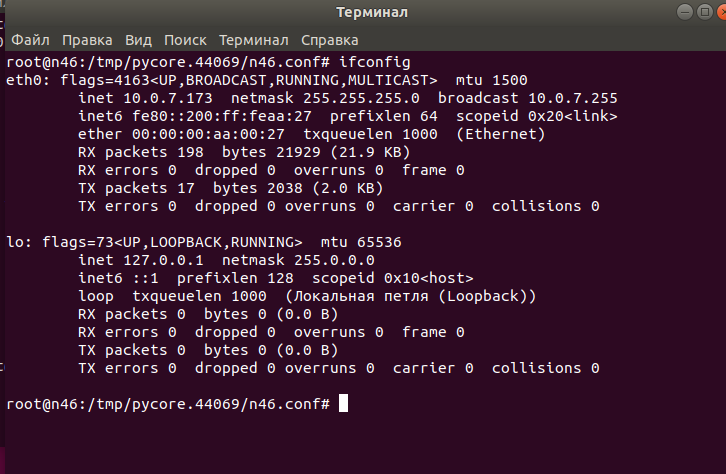 Терминал
Файл Правка Вид Поиск Терминал Справка
root@n46:/tmp/pycore.44069/n46.conf# ifconfig
eth0: flags=4163<UP,BROADCAST,RUNNING,MULTICAST>  mtu 1500
        inet 10.0.7.173  netmask 255.255.255.0  broadcast 10.0.7.255
        inet6 fe80::200:ff:feaa:27  prefixlen 64  scopeid 0x20<link>
        ether 00:00:00:aa:00:27  txqueuelen 1000  (Ethernet)
        RX packets 198  bytes 21929 (21.9 KB)
        RX errors 0  dropped 0  overruns 0  frame 0
        TX packets 17  bytes 2038 (2.0 KB)
        TX errors 0  dropped 0 overruns 0  carrier 0  collisions 0

lo: flags=73<UP,LOOPBACK,RUNNING>  mtu 65536
        inet 127.0.0.1  netmask 255.0.0.0
        inet6 ::1  prefixlen 128  scopeid 0x10<host>
        loop  txqueuelen 1000  (Локальная петля (Loopback))
        RX packets 0  bytes 0 (0.0 B)
        RX errors 0  dropped 0  overruns 0  frame 0
        TX packets 0  bytes 0 (0.0 B)
        TX errors 0  dropped 0 overruns 0  carrier 0  collisions 0

root@n46:/tmp/pycore.44069/n46.conf#